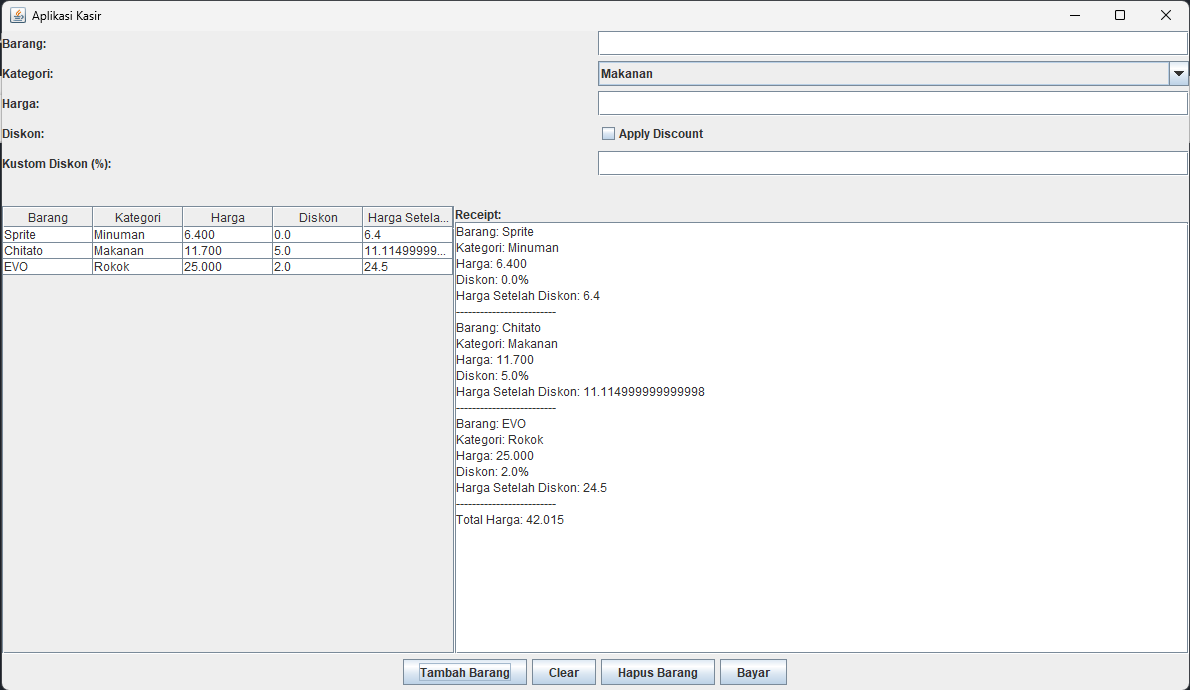 Aplikasi Kasir
Barang:
Kategori: Makanan
Harga:
Diskon: Apply Discount
Kustom Diskon (%):
Barang Kategori Harga Diskon Harga Setela...
Sprite Minuman 6.400 0.0 6.4
Chitato Makanan 11.700 5.0 11.11499999...
EVO Rokok 25.000 2.0 24.5
Receipt:
Barang: Sprite
Kategori: Minuman
Harga: 6.400
Diskon: 0.0%
Harga Setelah Diskon: 6.4
-------------------------
Barang: Chitato
Kategori: Makanan
Harga: 11.700
Diskon: 5.0%
Harga Setelah Diskon: 11.114999999999998
-------------------------
Barang: EVO
Kategori: Rokok
Harga: 25.000
Diskon: 2.0%
Harga Setelah Diskon: 24.5
-------------------------
Total Harga: 42.015
Tambah Barang Clear Hapus Barang Bayar